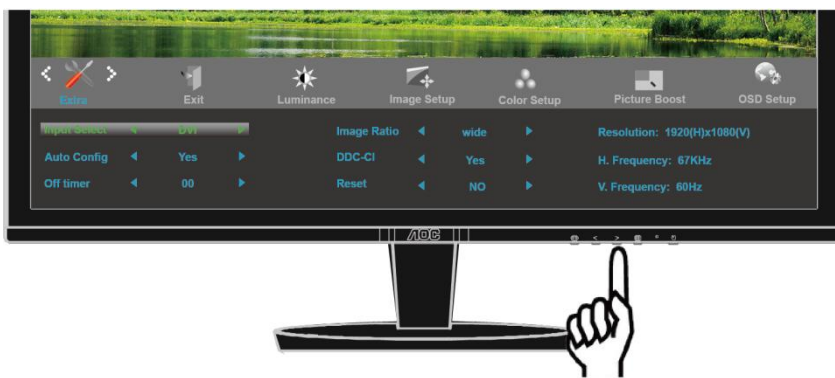 Extra Exit Luminance Image Setup Color Setup Picture Boost OSD Setup
Input Select DVI Image Ratio wide Resolution: 1920(H)x1080(V)
Auto Config Yes DDC-CI Yes H. Frequency: 67KHz
Off timer 00 Reset NO V. Frequency: 60Hz
AOC